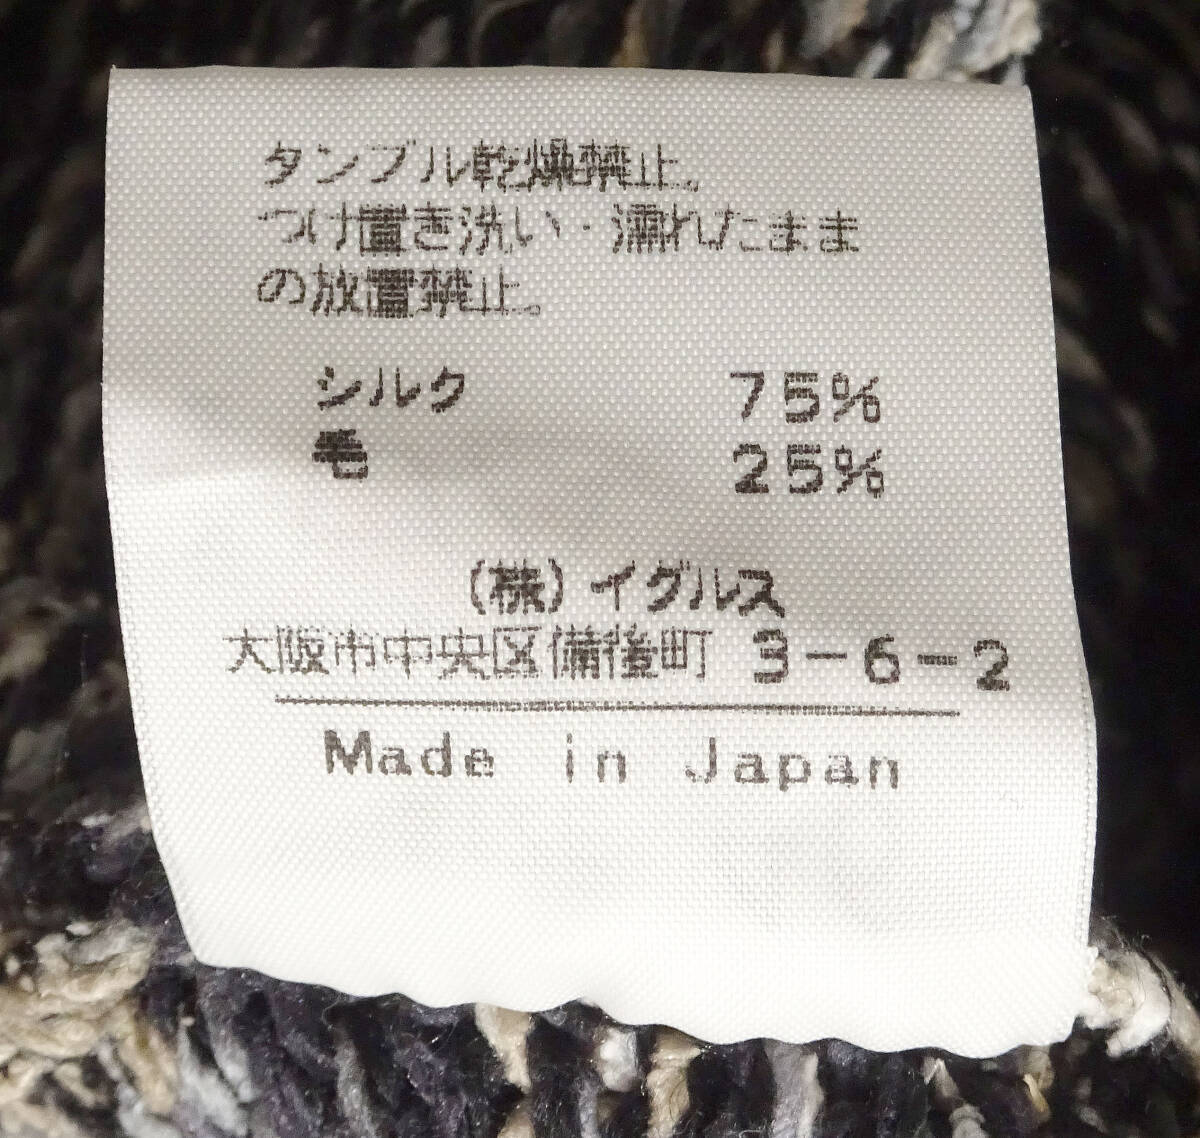 タンブル乾燥禁止。
つけ置き洗い・濡れたまま
の放置禁止。
シルク 75%
毛 25%
(株)イグルス
大阪市中央区備後町 3-6-2
Made in Japan